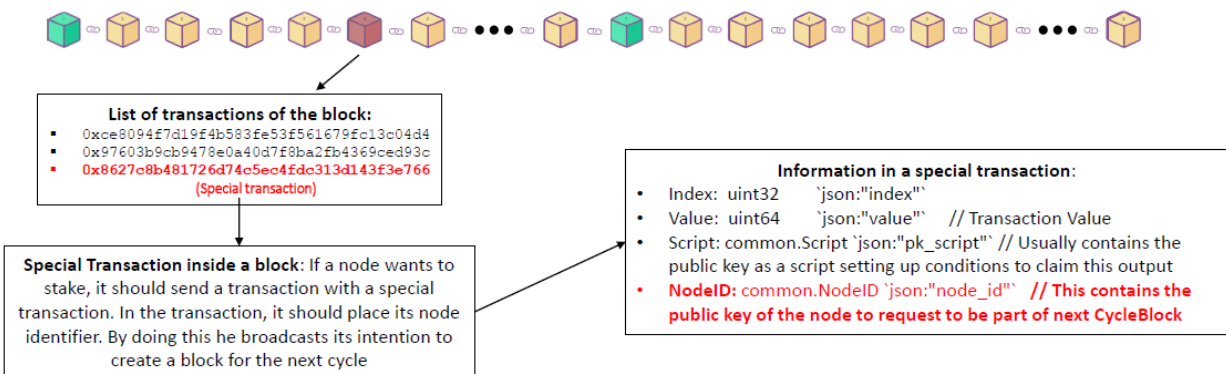 List of transactions of the block:
▪ 0xce8094f7d19f4b583fe53f561679fc13c04d4
▪ 0x97603b9cb9478e0a40d7f8ba2fb4369ced93c
▪ 0x8627c8b481726d74c5ec4fdc313d143f3e766
(Special transaction)
Special Transaction inside a block: If a node wants to
stake, it should send a transaction with a special
transaction. In the transaction, it should place its node
identifier. By doing this he broadcasts its intention to
create a block for the next cycle
Information in a special transaction:
• Index: uint32 `json:"index"`
• Value: uint64 `json:"value"` // Transaction Value
• Script: common.Script `json:"pk_script"` // Usually contains the
public key as a script setting up conditions to claim this output
• NodeID: common.NodeID `json:"node_id"` // This contains the
public key of the node to request to be part of next CycleBlock